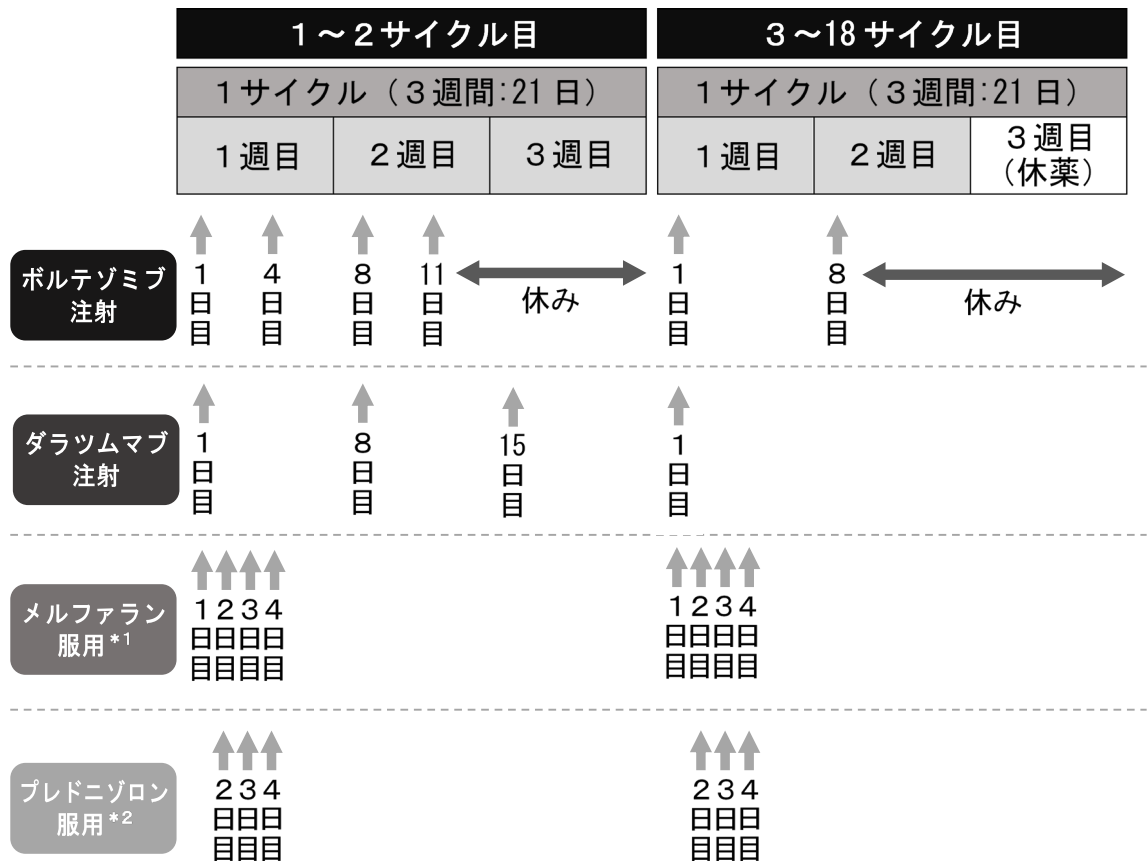 1～2サイクル目
3～18サイクル目
1サイクル（3週間:21日）
1サイクル（3週間:21日）
1週目
2週目
3週目
1週目
2週目
3週目
(休薬)
ボルテゾミブ
注射
1日目
4日目
8日目
11日目
休み
1日目
8日目
休み
ダラツムマブ
注射
1日目
8日目
15日目
1日目
メルファラン
服用*1
1日目
2日目
3日目
4日目
1日目
2日目
3日目
4日目
プレドニゾロン
服用*2
2日目
3日目
4日目
2日目
3日目
4日目